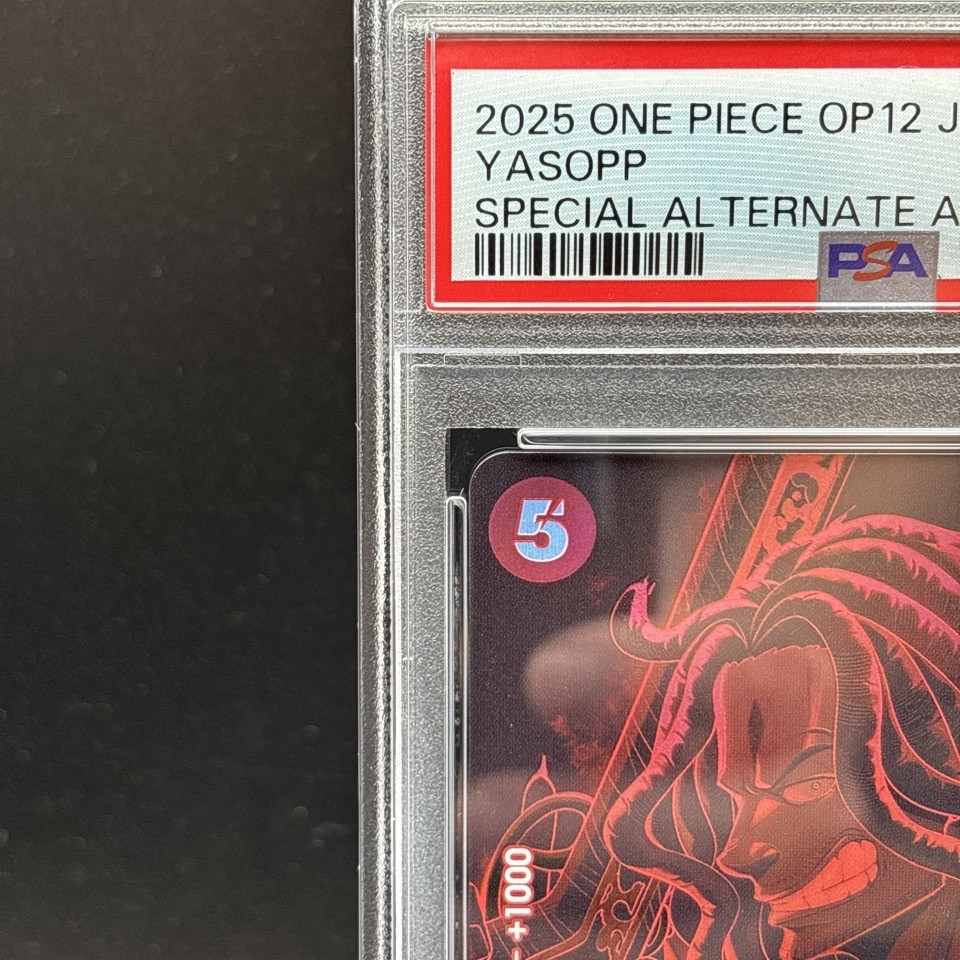 2025 ONE PIECE OP12 J
YASOPP
SPECIAL ALTERNATE A
PSA
5
+1000